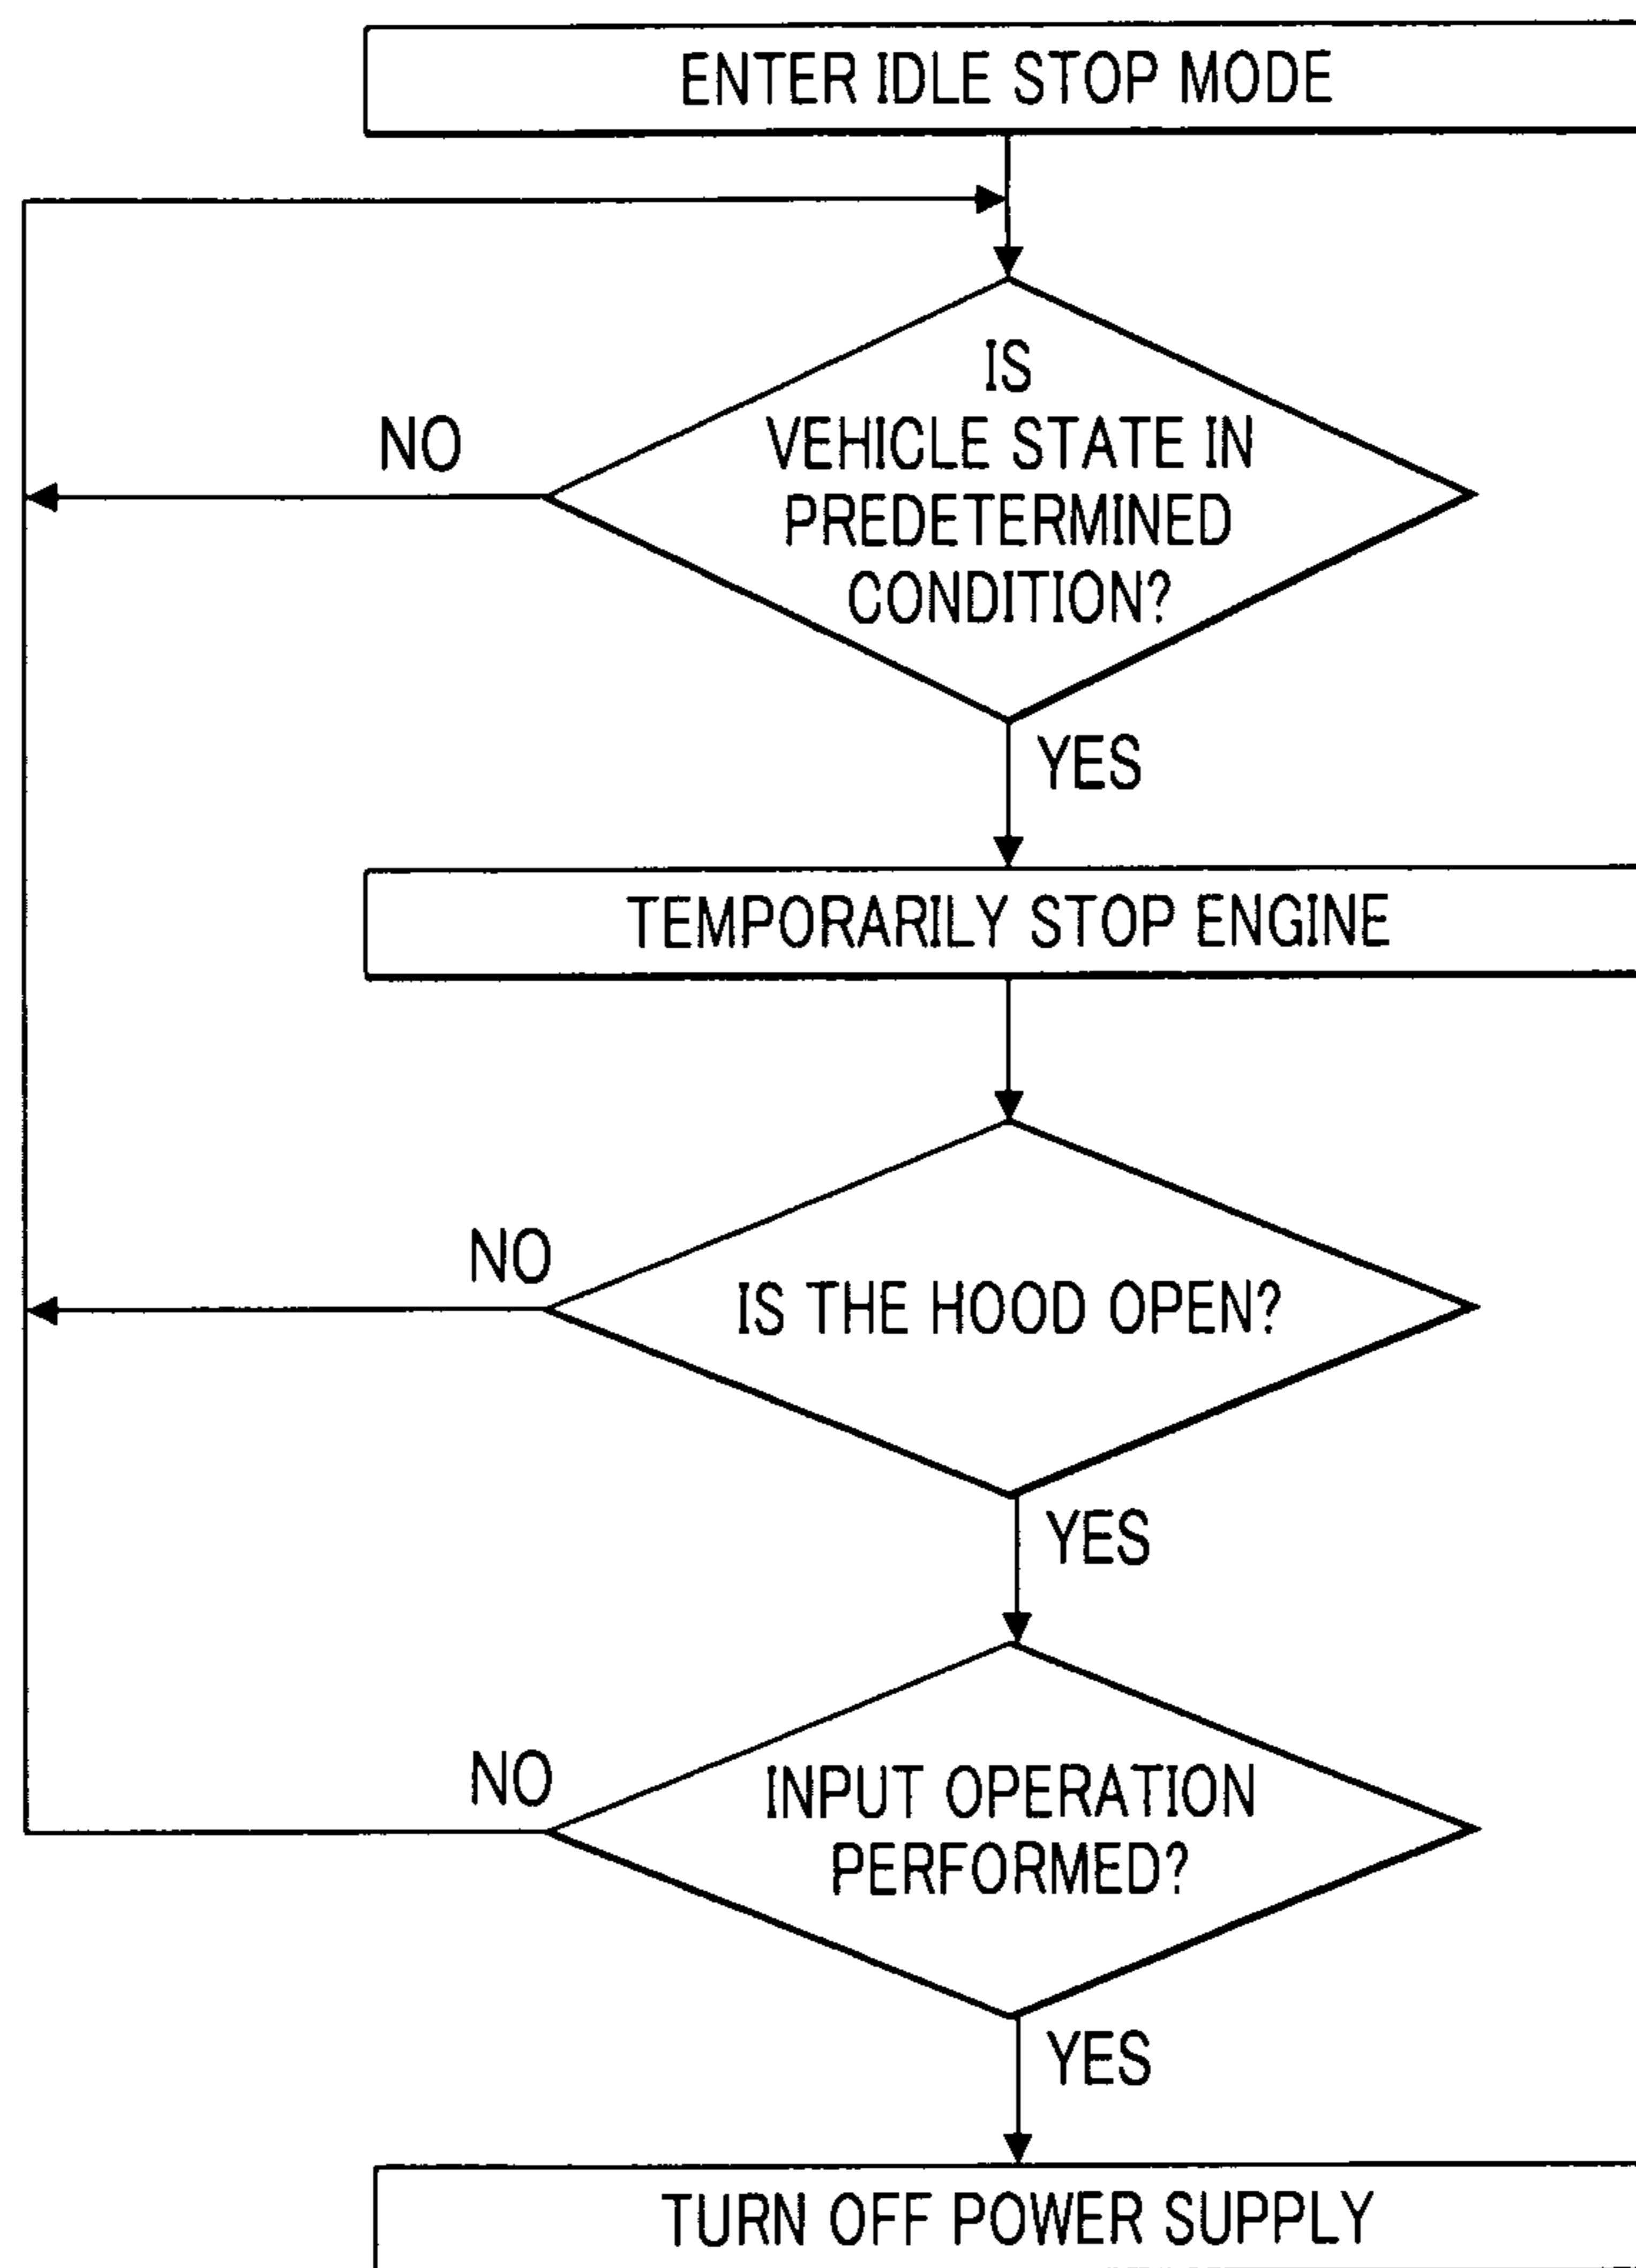 ENTER IDLE STOP MODE
IS
VEHICLE STATE IN
PREDETERMINED
CONDITION?
NO
YES
TEMPORARILY STOP ENGINE
IS THE HOOD OPEN?
NO
YES
INPUT OPERATION
PERFORMED?
NO
YES
TURN OFF POWER SUPPLY